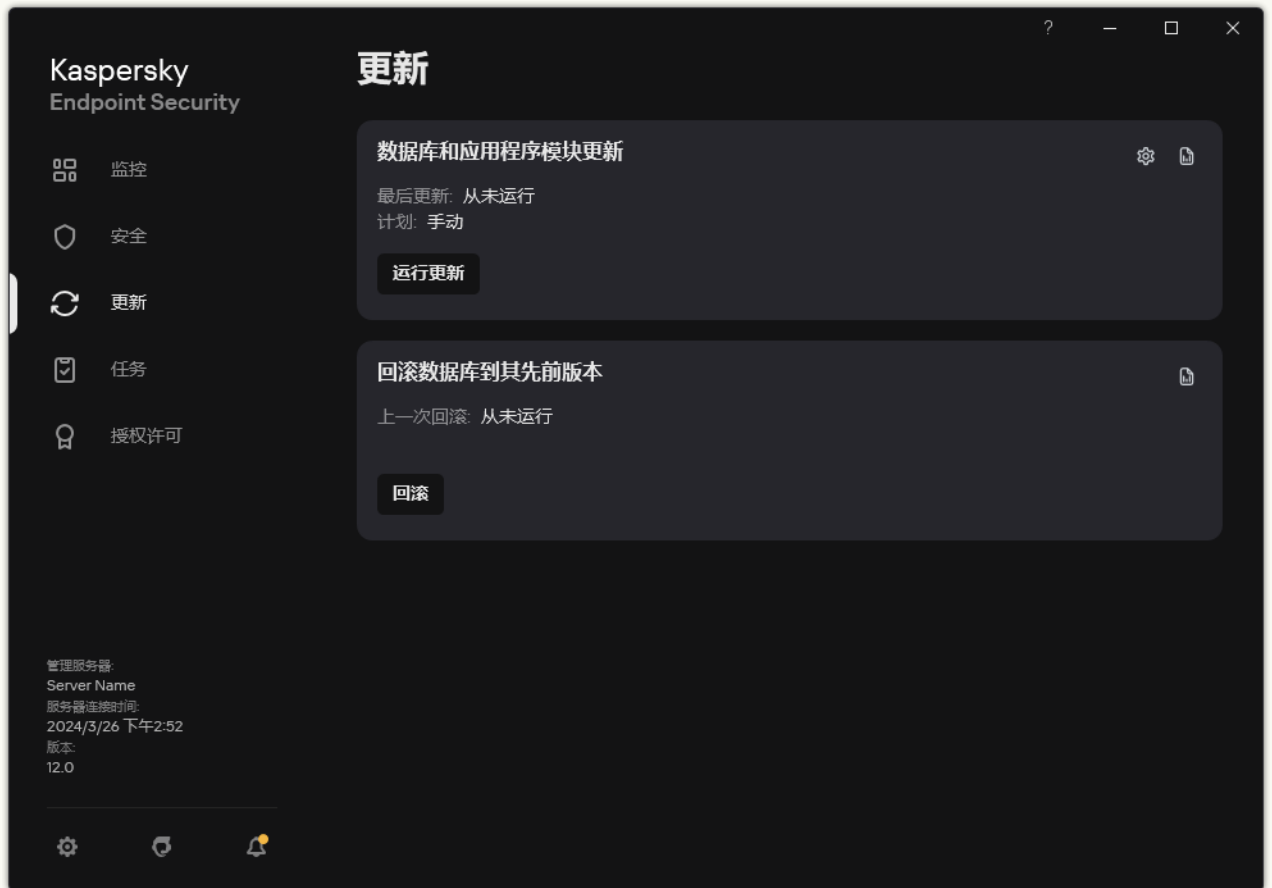 Kaspersky
Endpoint Security
监控
安全
更新
任务
授权许可
管理服务器:
Server Name
服务器连接时间:
2024/3/26 下午2:52
版本:
12.0
?
更新
数据库和应用程序模块更新
最后更新: 从未运行
计划: 手动
运行更新
回滚数据库到其先前版本
上一次回滚: 从未运行
回滚